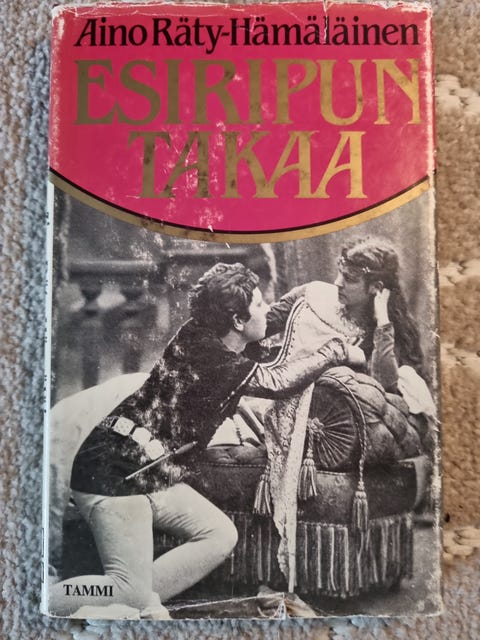 Aino Räty-Hämäläinen
ESIRIPUN
TAKAA
TAMMI